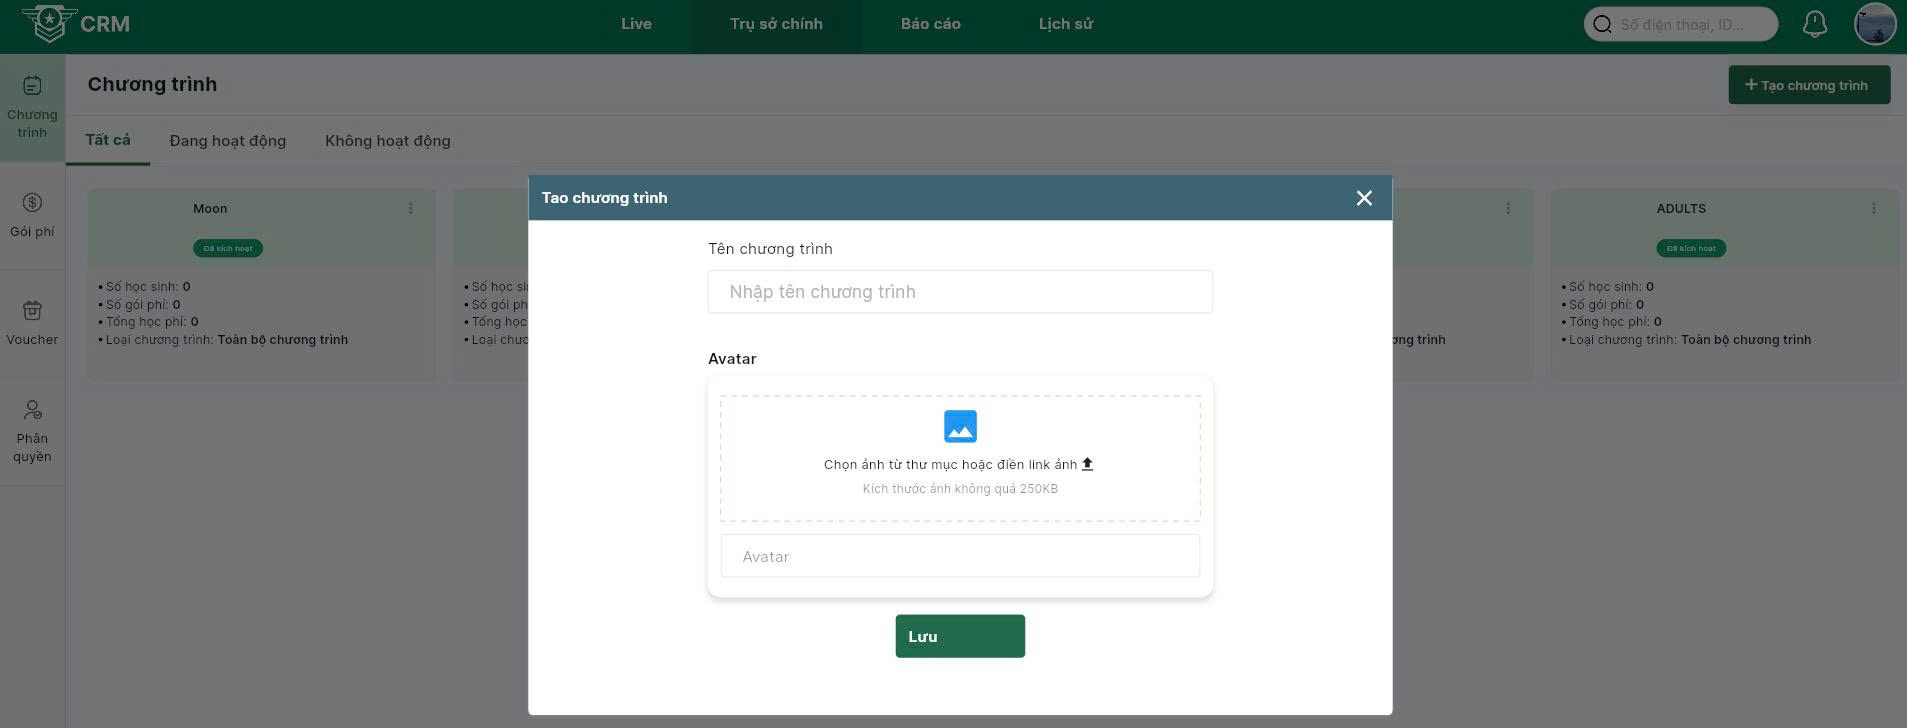 CRM
Live
Trụ sở chính
Báo cáo
Lịch sử
Số điện thoại, ID...
Chương trình
+ Tạo chương trình
Chương
trình
Tất cả
Đang hoạt động
Không hoạt động
Gói phí
Voucher
Phân
quyền
Moon
Đã kích hoạt
• Số học sinh: 0
• Số gói phí: 0
• Tổng học phí: 0
• Loại chương trình: Toàn bộ chương trình
• Số học si
• Số gói ph
• Tổng học
• Loại chươ
ơng trình
ADULTS
Đã kích hoạt
• Số học sinh: 0
• Số gói phí: 0
• Tổng học phí: 0
• Loại chương trình: Toàn bộ chương trình
Tao chương trình
Tên chương trình
Nhập tên chương trình
Avatar
Chọn ảnh từ thư mục hoặc điền link ảnh
Kích thước ảnh không quá 250KB
Avatar
Lưu